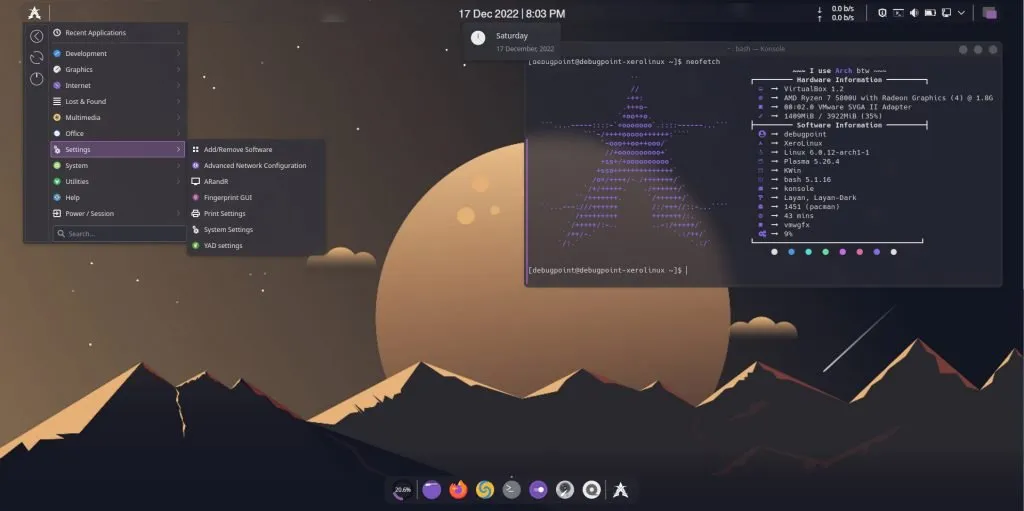 17 Dec 2022 | 8:03 PM
↓ 0.0 b/s
↑ 0.0 b/s
Saturday
17 December, 2022
Recent Applications
Development
Graphics
Internet
Lost & Found
Multimedia
Office
Settings
System
Utilities
Help
Power / Session
Search...
Add/Remove Software
Advanced Network Configuration
ARandR
Fingerprint GUI
Print Settings
System Settings
YAD settings
~ : bash — Konsole
[debugpoint@debugpoint-xerolinux ~]$ neofetch
~~~ I use Arch btw ~~~
Hardware Information
→ VirtualBox 1.2
→ AMD Ryzen 7 5800U with Radeon Graphics (4) @ 1.8G
→ 00:02.0 VMware SVGA II Adapter
→ 1409MiB / 3922MiB (35%)
Software Information
→ debugpoint
→ XeroLinux
→ Linux 6.0.12-arch1-1
→ Plasma 5.26.4
→ KWin
→ bash 5.1.16
→ konsole
→ Layan, Layan-Dark
→ 1451 (pacman)
→ 43 mins
→ vmwgfx
→ 9%
[debugpoint@debugpoint-xerolinux ~]$
20.6%